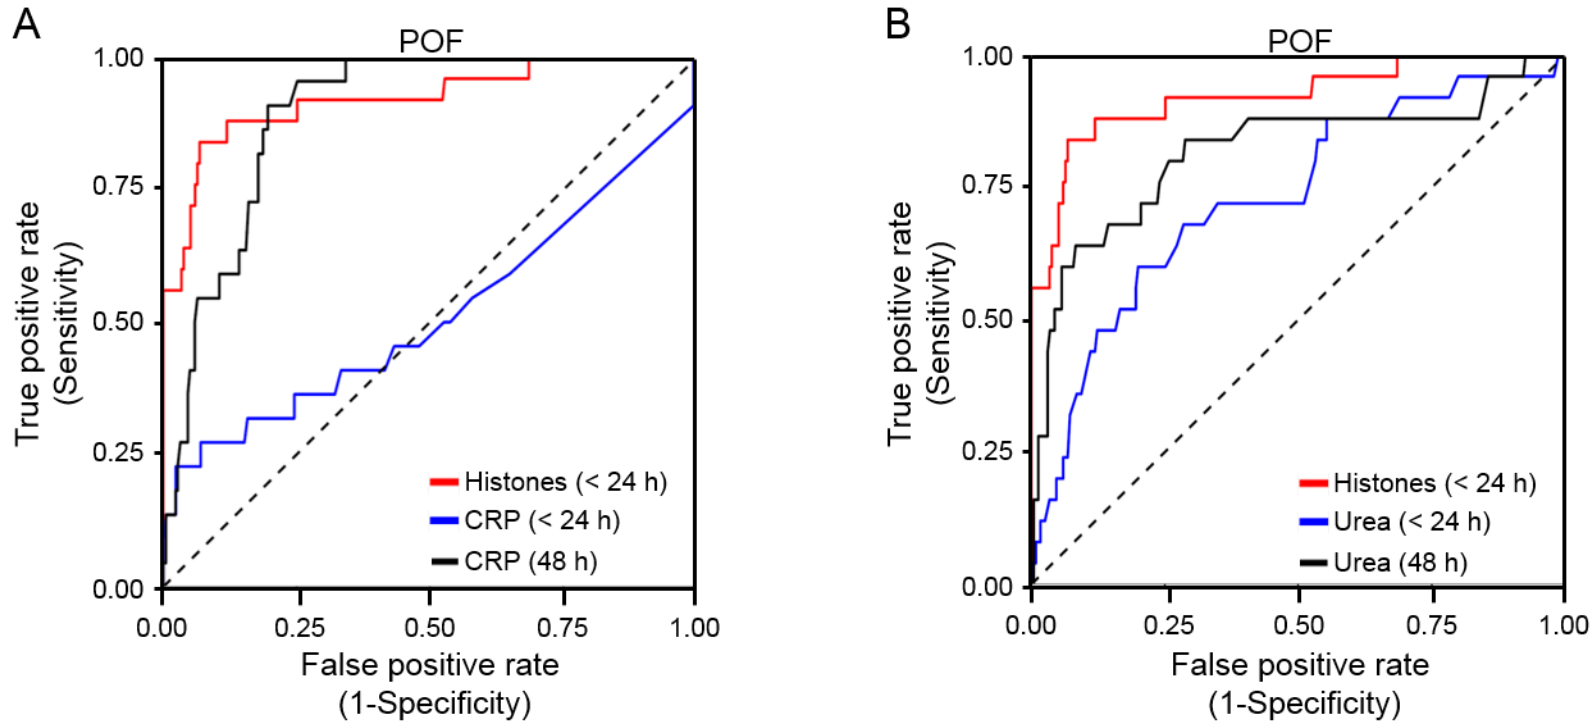 A
POF
1.00
0.75
0.50
0.25
0.00
True positive rate
(Sensitivity)
Histones (< 24 h)
CRP (< 24 h)
CRP (48 h)
0.00 0.25 0.50 0.75 1.00
False positive rate
(1-Specificity)
B
POF
1.00
0.75
0.50
0.25
0.00
True positive rate
(Sensitivity)
Histones (< 24 h)
Urea (< 24 h)
Urea (48 h)
0.00 0.25 0.50 0.75 1.00
False positive rate
(1-Specificity)